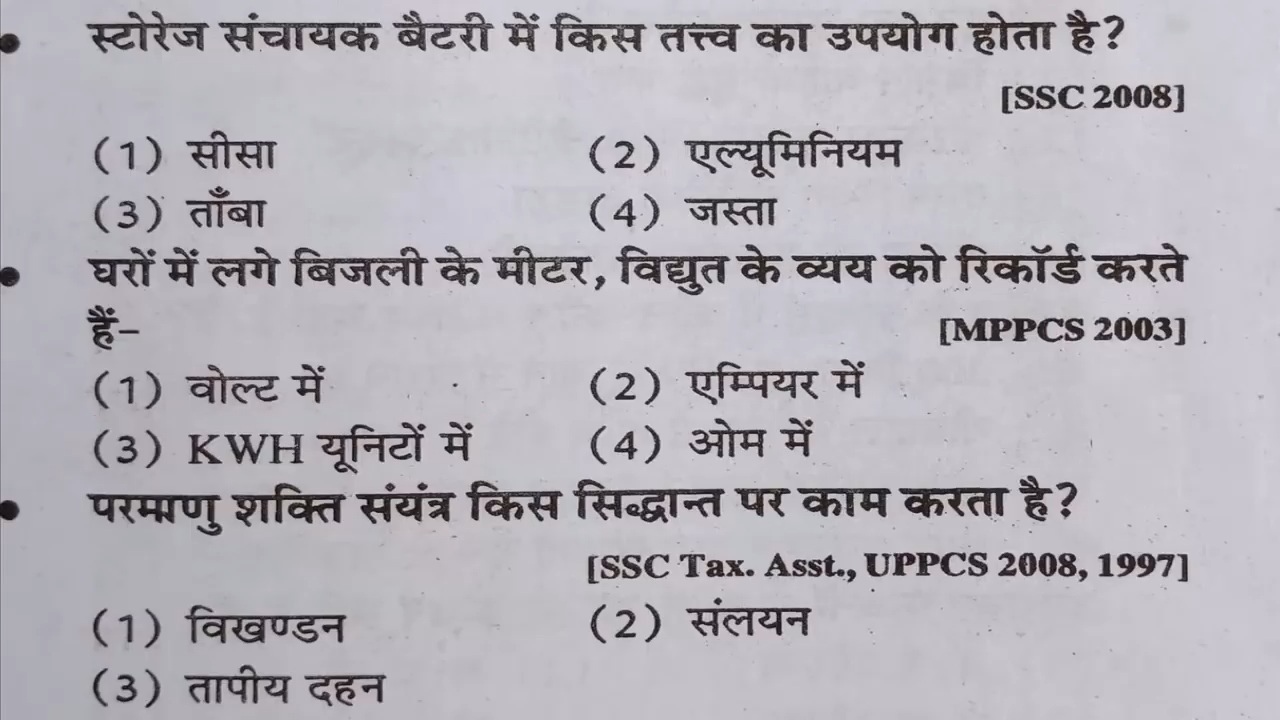 • स्टोरेज संचायक बैटरी में किस तत्त्व का उपयोग होता है?
[SSC 2008]
(1) सीसा (2) एल्यूमिनियम
(3) ताँबा (4) जस्ता
• घरों में लगे बिजली के मीटर, विद्युत के व्यय को रिकॉर्ड करते
हैं– [MPPCS 2003]
(1) वोल्ट में (2) एम्पियर में
(3) KWH यूनिटों में (4) ओम में
• परमाणु शक्ति संयंत्र किस सिद्धान्त पर काम करता है?
[SSC Tax. Asst., UPPCS 2008, 1997]
(1) विखण्डन (2) संलयन
(3) तापीय दहन